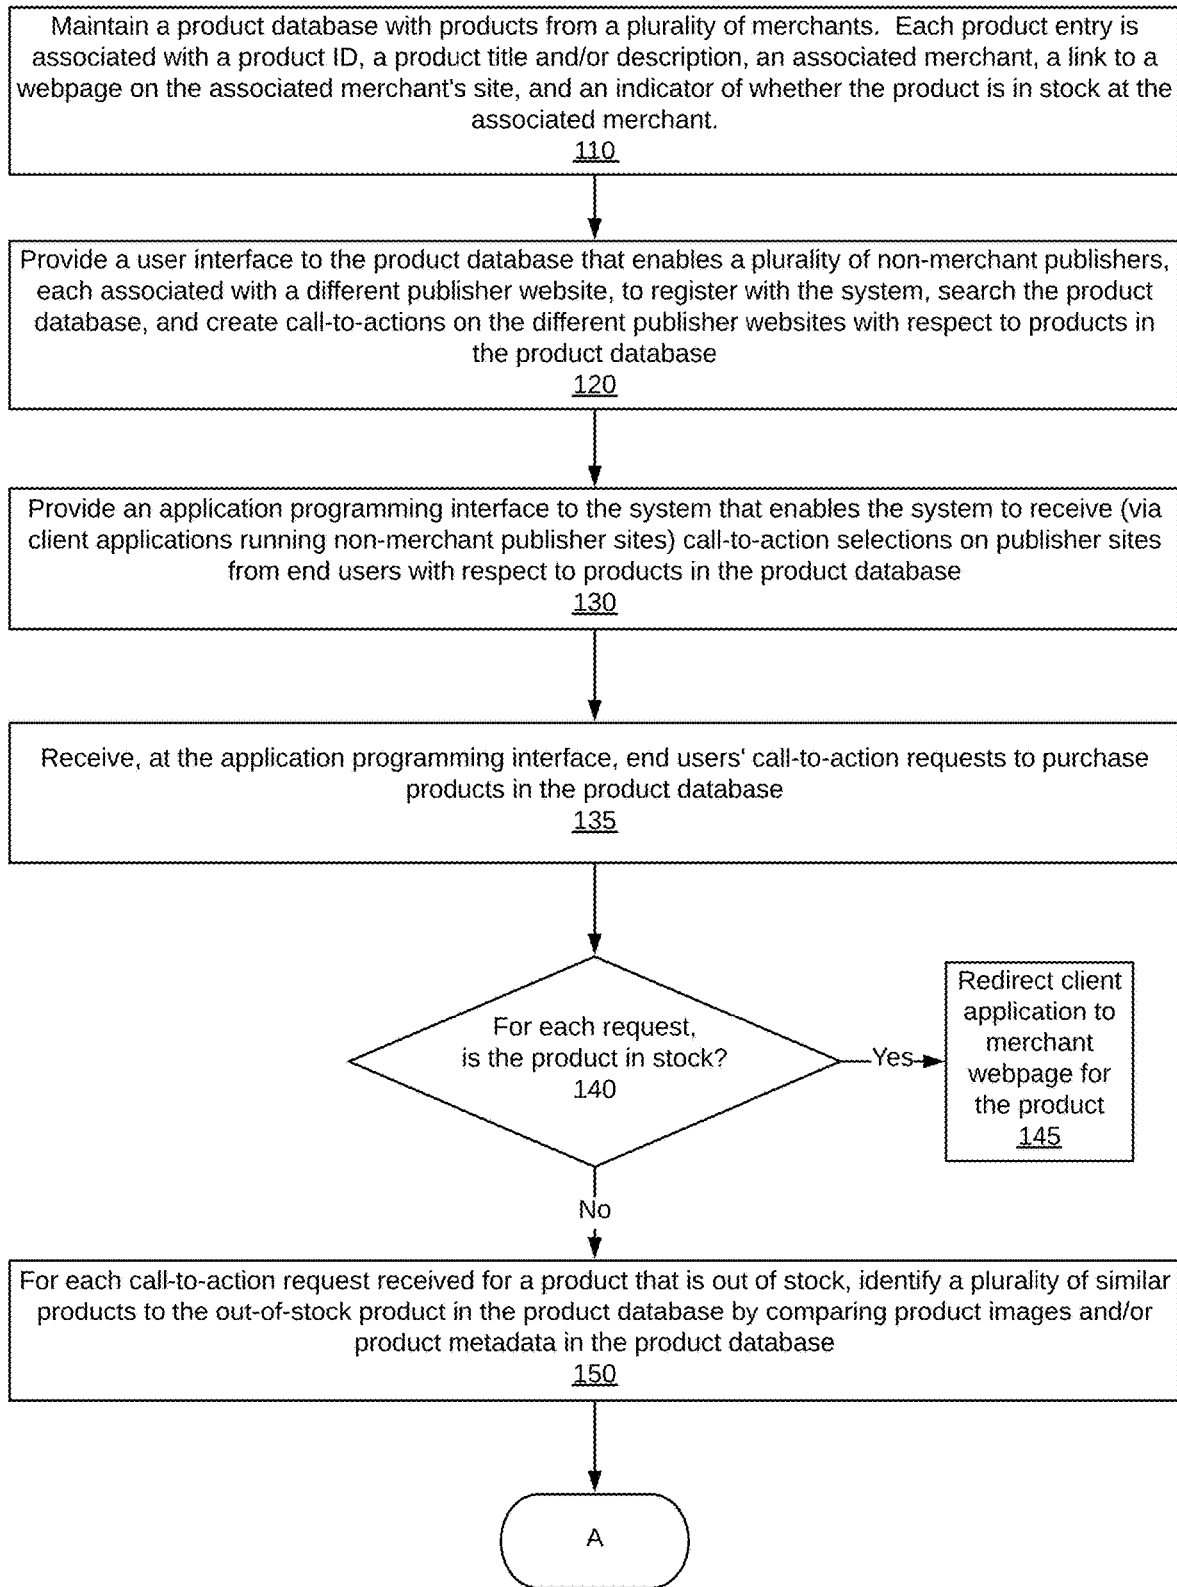 Maintain a product database with products from a plurality of merchants.  Each product entry is
associated with a product ID, a product title and/or description, an associated merchant, a link to a
webpage on the associated merchant's site, and an indicator of whether the product is in stock at the
associated merchant.
110
Provide a user interface to the product database that enables a plurality of non-merchant publishers,
each associated with a different publisher website, to register with the system, search the product
database, and create call-to-actions on the different publisher websites with respect to products in
the product database
120
Provide an application programming interface to the system that enables the system to receive (via
client applications running non-merchant publisher sites) call-to-action selections on publisher sites
from end users with respect to products in the product database
130
Receive, at the application programming interface, end users' call-to-action requests to purchase
products in the product database
135
For each request,
is the product in stock?
140
Yes
Redirect client
application to
merchant
webpage for
the product
145
No
For each call-to-action request received for a product that is out of stock, identify a plurality of similar
products to the out-of-stock product in the product database by comparing product images and/or
product metadata in the product database
150
A